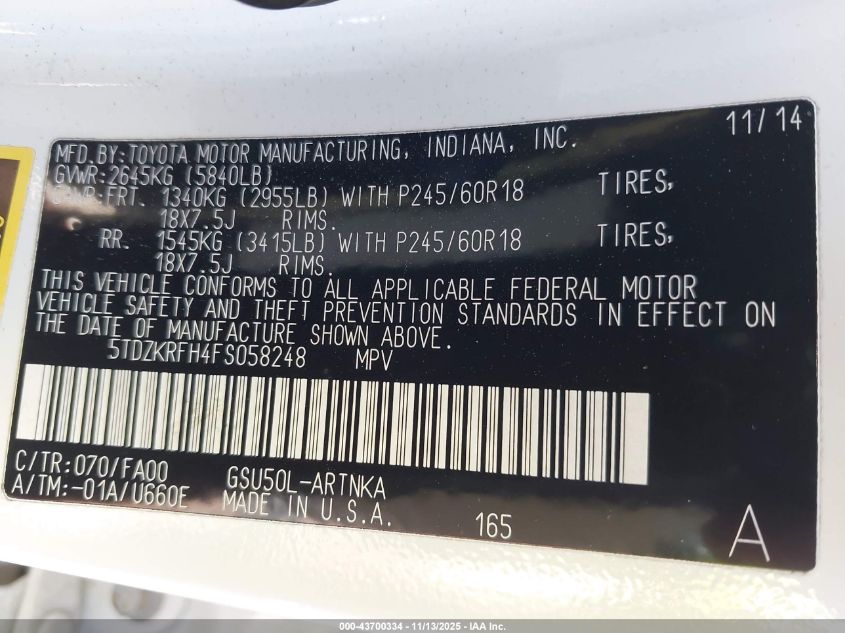 11/14
MFD.BY:TOYOTA MOTOR MANUFACTURING, INDIANA, INC.
GVWR:2645KG (5840LB)
GAWR:FRT. 1340KG (2955LB) WITH P245/60R18 TIRES,
18X7.5J RIMS.
RR. 1545KG (3415LB) WITH P245/60R18 TIRES,
18X7.5J RIMS.
THIS VEHICLE CONFORMS TO ALL APPLICABLE FEDERAL MOTOR
VEHICLE SAFETY AND THEFT PREVENTION STANDARDS IN EFFECT ON
THE DATE OF MANUFACTURE SHOWN ABOVE.
5TDZKRFH4FS058248 MPV
C/TR:070/FA00 GSU50L-ARTNKA
A/TM:-01A/U660E MADE IN U.S.A.
165
A
000-43700334 - 11/13/2025 - IAA Inc.